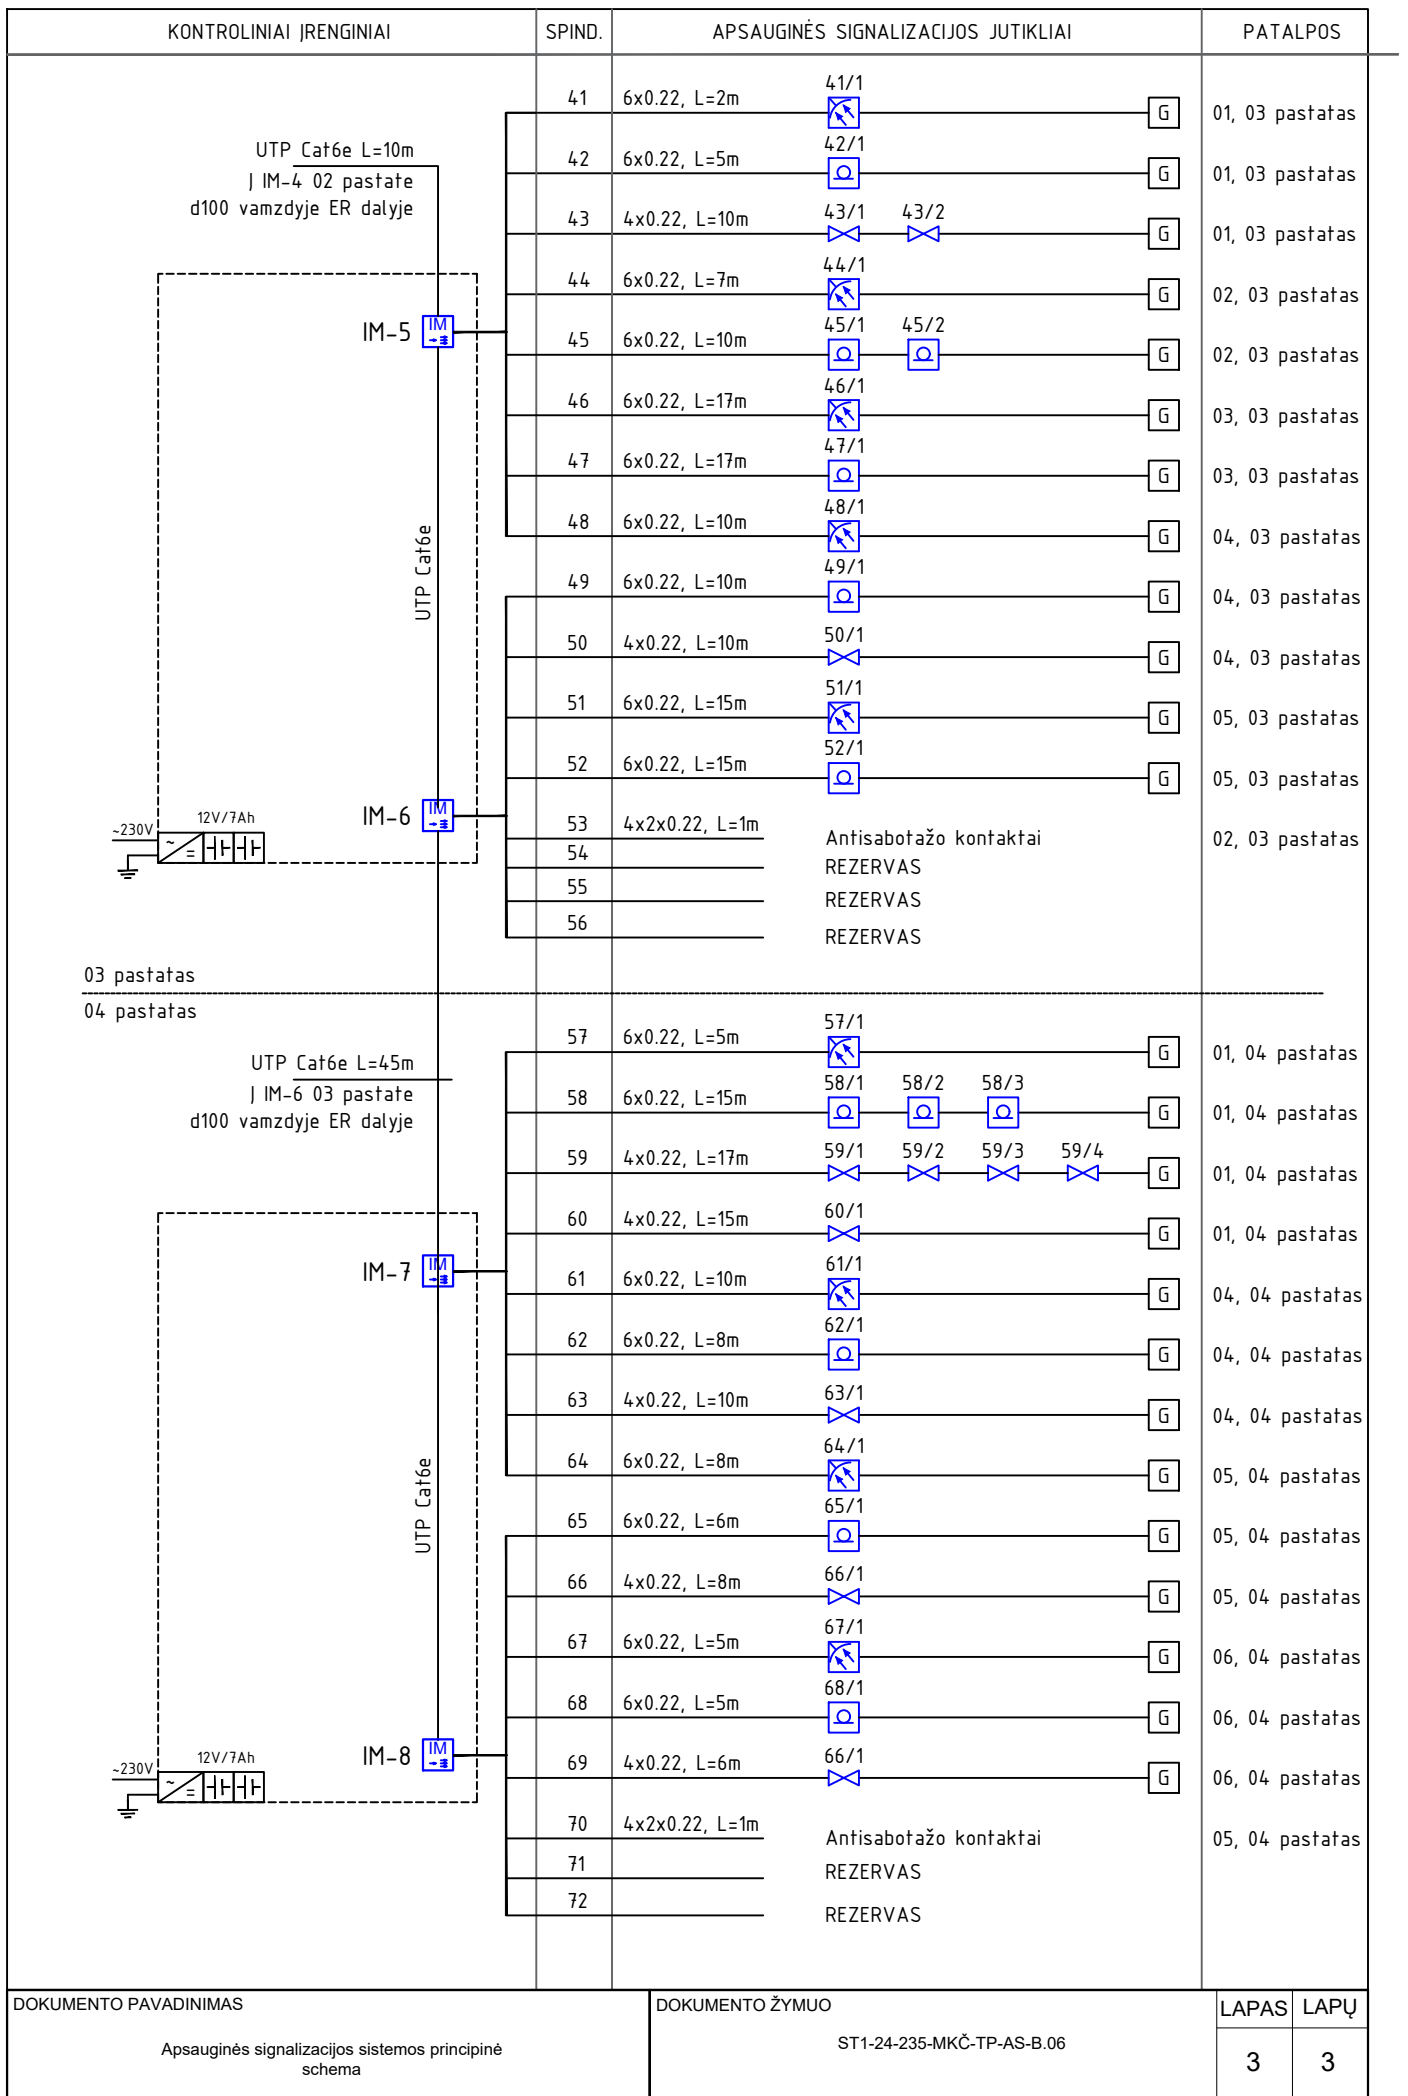 KONTROLINIAI ĮRENGINIAI SPIND. APSAUGINĖS SIGNALIZACIJOS JUTIKLIAI PATALPOS
41/1
41 6x0.22, L=2m G 01, 03 pastatas
UTP Cat6e L=10m
Į IM-4 02 pastate
d100 vamzdyje ER dalyje
42/1
42 6x0.22, L=5m G 01, 03 pastatas
43/1 43/2
43 4x0.22, L=10m G 01, 03 pastatas
44/1
44 6x0.22, L=7m G 02, 03 pastatas
IM-5 IM
45/1 45/2
45 6x0.22, L=10m G 02, 03 pastatas
46/1
46 6x0.22, L=17m G 03, 03 pastatas
47/1
47 6x0.22, L=17m G 03, 03 pastatas
48/1
48 6x0.22, L=10m G 04, 03 pastatas
UTP Cat6e
49/1
49 6x0.22, L=10m G 04, 03 pastatas
50/1
50 4x0.22, L=10m G 04, 03 pastatas
51/1
51 6x0.22, L=15m G 05, 03 pastatas
52/1
52 6x0.22, L=15m G 05, 03 pastatas
IM-6 IM
~230V 12V/7Ah
~ =
53 4x2x0.22, L=1m Antisabotažo kontaktai 02, 03 pastatas
54 REZERVAS
55 REZERVAS
56 REZERVAS
03 pastatas
04 pastatas
57/1
57 6x0.22, L=5m G 01, 04 pastatas
UTP Cat6e L=45m
Į IM-6 03 pastate
d100 vamzdyje ER dalyje
58/1 58/2 58/3
58 6x0.22, L=15m G 01, 04 pastatas
59/1 59/2 59/3 59/4
59 4x0.22, L=17m G 01, 04 pastatas
60/1
60 4x0.22, L=15m G 01, 04 pastatas
IM-7 IM
61/1
61 6x0.22, L=10m G 04, 04 pastatas
62/1
62 6x0.22, L=8m G 04, 04 pastatas
63/1
63 4x0.22, L=10m G 04, 04 pastatas
64/1
64 6x0.22, L=8m G 05, 04 pastatas
UTP Cat6e
65/1
65 6x0.22, L=6m G 05, 04 pastatas
66/1
66 4x0.22, L=8m G 05, 04 pastatas
67/1
67 6x0.22, L=5m G 06, 04 pastatas
68/1
68 6x0.22, L=5m G 06, 04 pastatas
IM-8 IM
~230V 12V/7Ah
~ =
66/1
69 4x0.22, L=6m G 06, 04 pastatas
70 4x2x0.22, L=1m Antisabotažo kontaktai 05, 04 pastatas
71 REZERVAS
72 REZERVAS
DOKUMENTO PAVADINIMAS DOKUMENTO ŽYMUO LAPAS LAPŲ
Apsauginės signalizacijos sistemos principinė
schema
ST1-24-235-MKČ-TP-AS-B.06
3 3